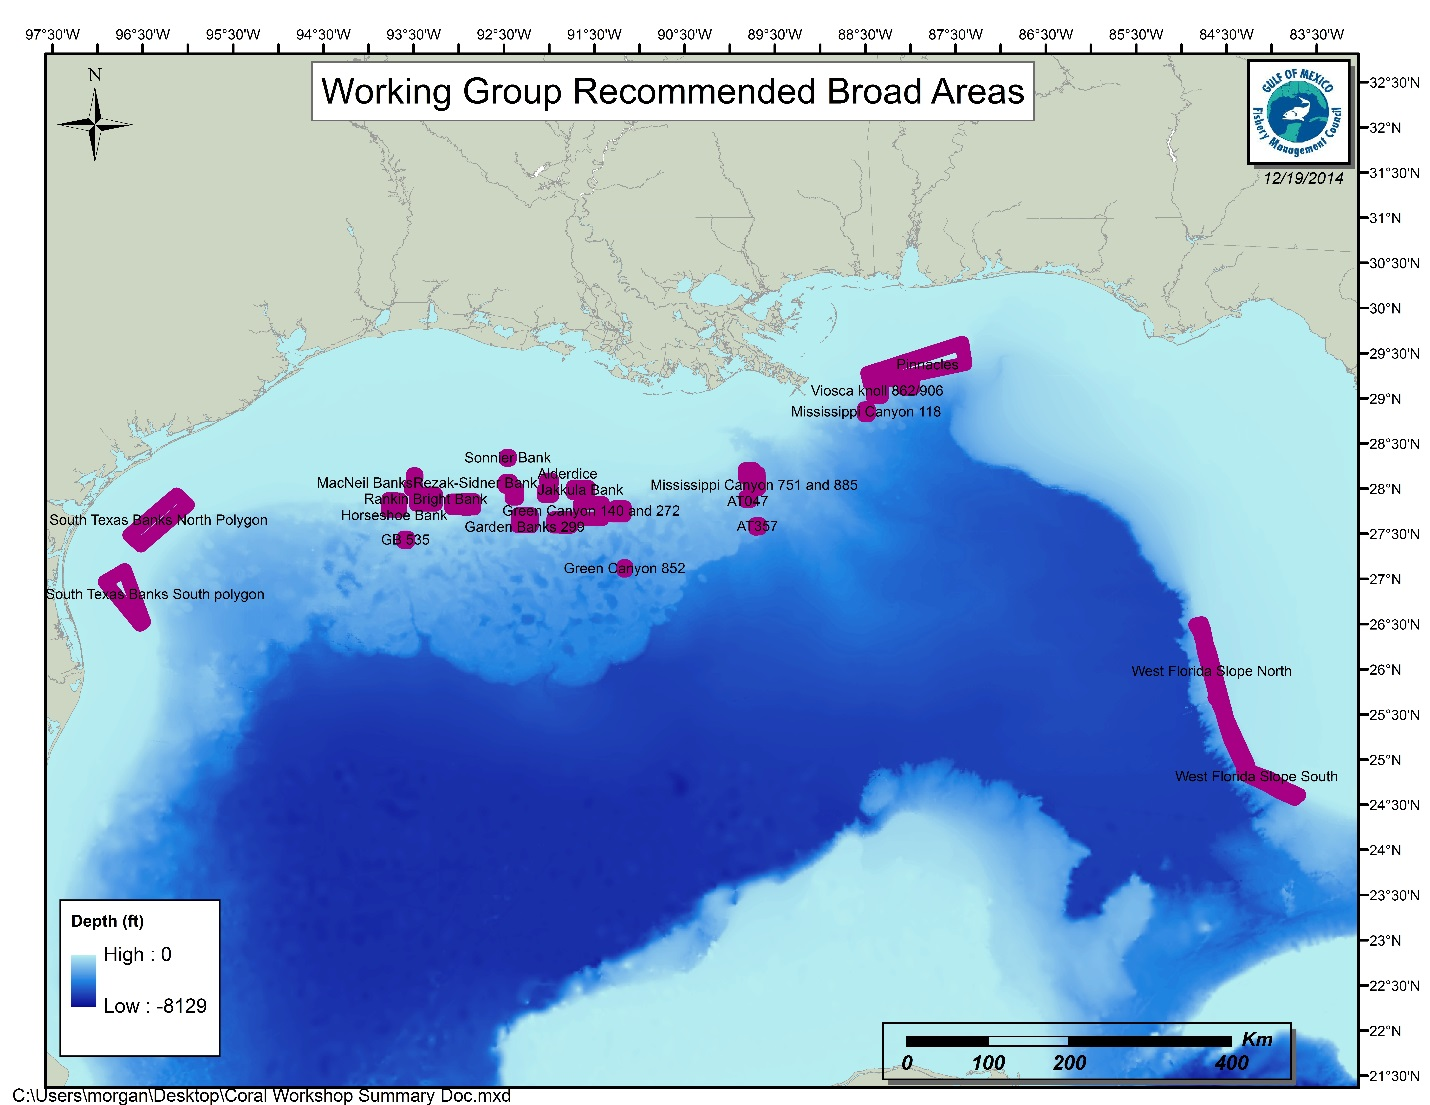 97°30'W 96°30'W 95°30'W 94°30'W 93°30'W 92°30'W 91°30'W 90°30'W 89°30'W 88°30'W 87°30'W 86°30'W 85°30'W 84°30'W 83°30'W
N
Working Group Recommended Broad Areas
GULF OF MEXICO
Fishery Management Council
12/19/2014
32°30'N
32°N
31°30'N
31°N
30°30'N
30°N
29°30'N
29°N
28°30'N
28°N
27°30'N
27°N
26°30'N
26°N
25°30'N
25°N
24°30'N
24°N
23°30'N
23°N
22°30'N
22°N
21°30'N
Pinnacles
Viosca knoll 862/906
Mississippi Canyon 118
Sonnier Bank
Alderdice
MacNeil Banks
Rezak-Sidner Bank
Jakkula Bank
Mississippi Canyon 751 and 885
Rankin Bright Bank
AT047
Green Canyon 140 and 272
Horseshoe Bank
South Texas Banks North Polygon
Garden Banks 299
AT357
GB 535
Green Canyon 852
South Texas Banks South polygon
West Florida Slope North
West Florida Slope South
Depth (ft)
High : 0
Low : -8129
Km
0 100 200 400
C:\Users\morgan\Desktop\Coral Workshop Summary Doc.mxd